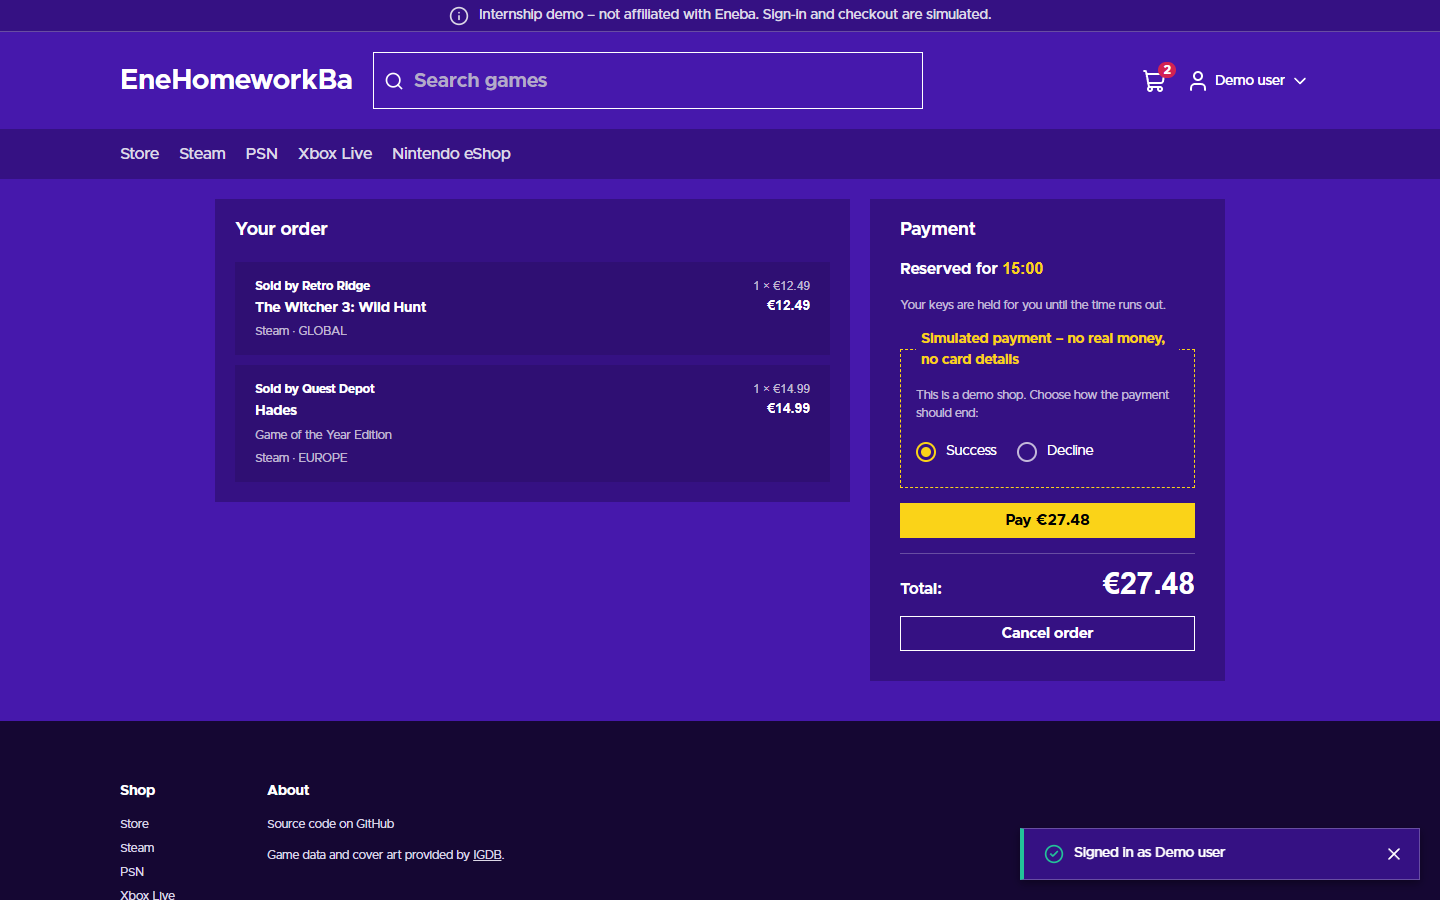 Internship demo – not affiliated with Eneba. Sign-in and checkout are simulated.
EneHomeworkBa
Search games
2
Demo user
Store
Steam
PSN
Xbox Live
Nintendo eShop
Your order
Sold by Retro Ridge
1 × €12.49
The Witcher 3: Wild Hunt
€12.49
Steam · GLOBAL
Sold by Quest Depot
1 × €14.99
Hades
€14.99
Game of the Year Edition
Steam · EUROPE
Payment
Reserved for 15:00
Your keys are held for you until the time runs out.
Simulated payment – no real money,
no card details
This is a demo shop. Choose how the payment
should end:
Success
Decline
Pay €27.48
Total:
€27.48
Cancel order
Shop
Store
Steam
PSN
Xbox Live
About
Source code on GitHub
Game data and cover art provided by IGDB.
Signed in as Demo user